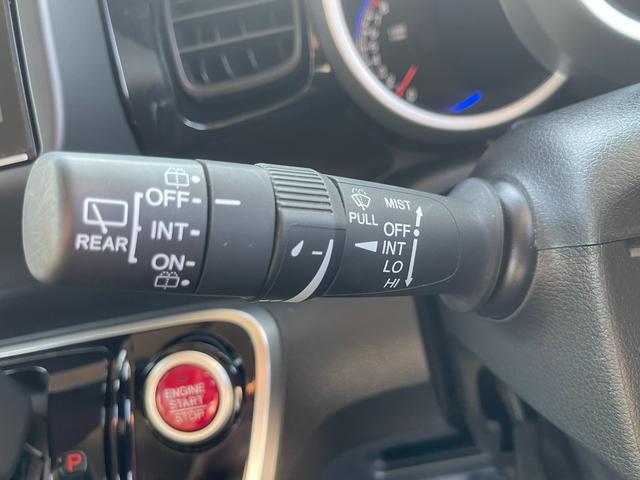 REAR
OFF
INT
ON
PULL
MIST
OFF
INT
LO
HI
ENGINE
START
STOP
P